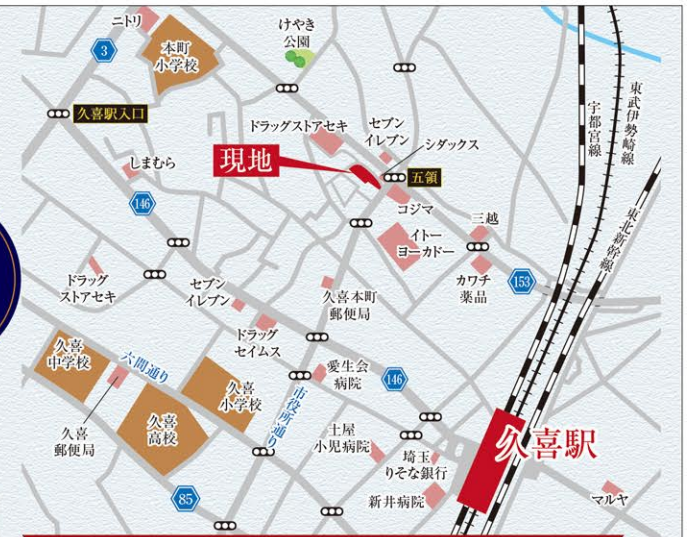 ニトリ
3
本町
小学校
けやき
公園
久喜駅入口
ドラッグストアセキ
セブン
イレブン
シダックス
現地
五領
しまむら
コジマ
146
イトー
ヨーカドー
三越
カワチ
薬品
153
宇都宮線
東武伊勢崎線
東北新幹線
ドラッグ
ストアセキ
セブン
イレブン
久喜本町
郵便局
ドラッグ
セイムス
久喜
中学校
六間通り
久喜
小学校
愛生会
病院
146
市役所通り
久喜
郵便局
久喜
高校
土屋
小児病院
埼玉
りそな銀行
久喜駅
85
新井病院
マルヤ